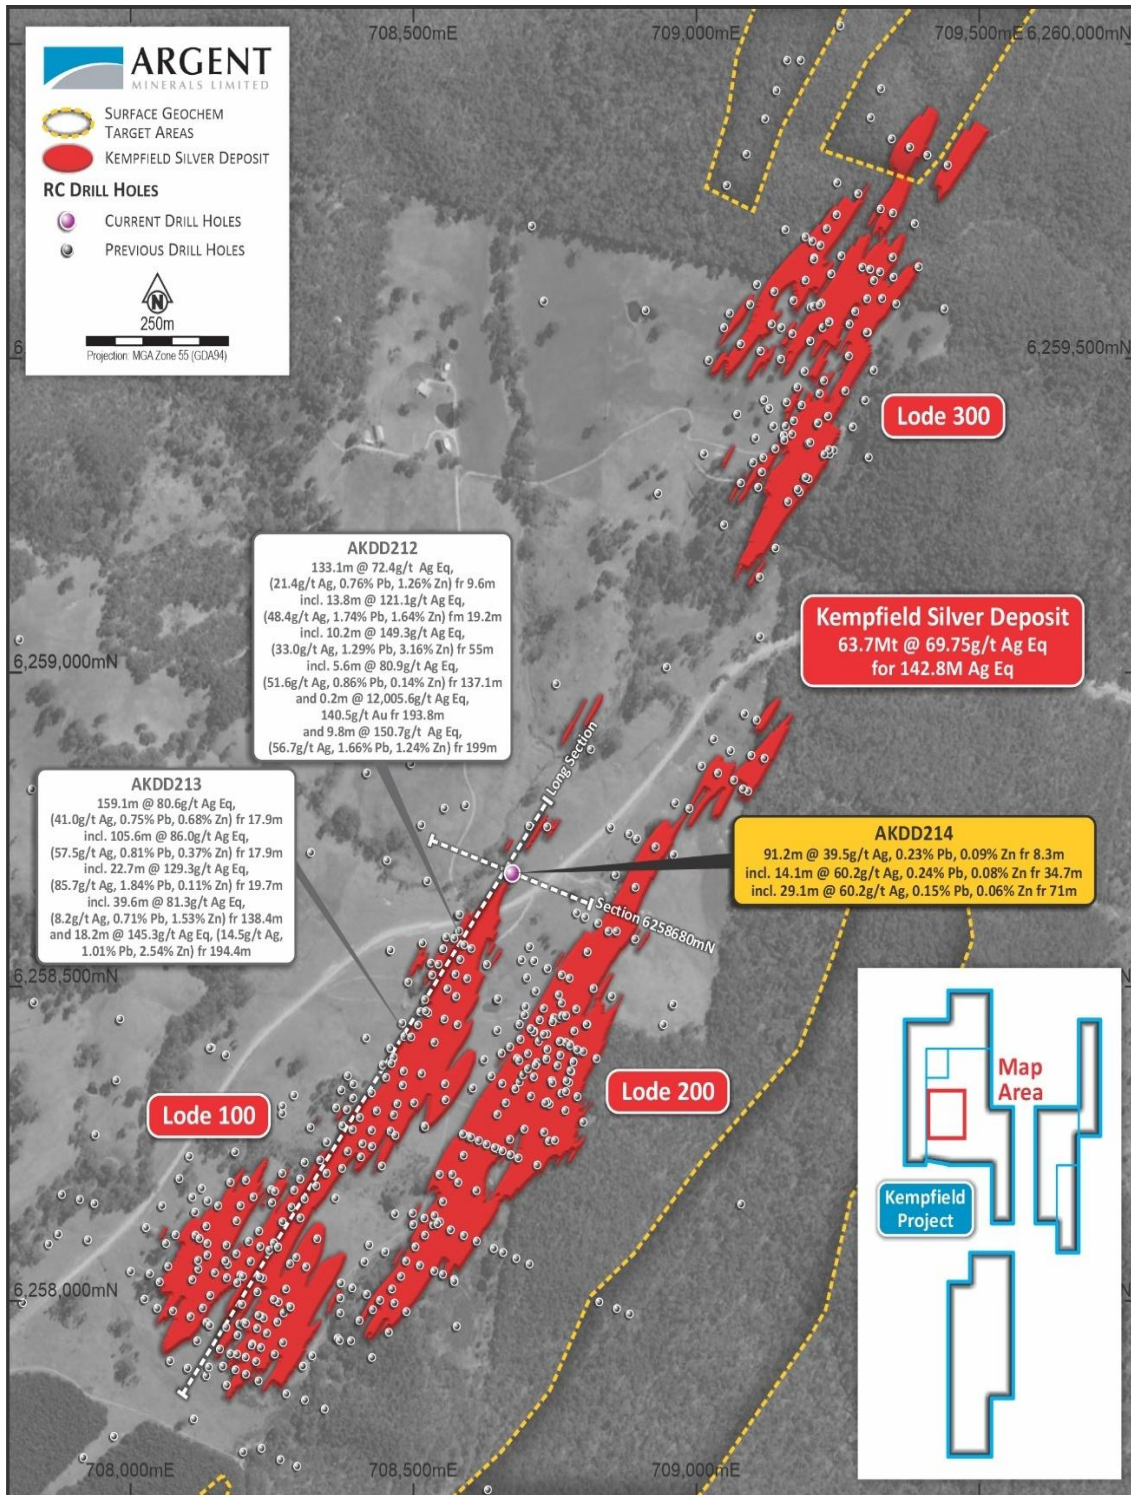 708,500mE
709,000mE
709,500mE
6,260,000mN
ARGENT
MINERALS LIMITED
SURFACE GEOCHEM
TARGET AREAS
KEMPFIELD SILVER DEPOSIT
RC DRILL HOLES
CURRENT DRILL HOLES
PREVIOUS DRILL HOLES
N
250m
Projection: MGA Zone 55 (GDA94)
6,259,500mN
Lode 300
AKDD212
133.1m @ 72.4g/t Ag Eq,
(21.4g/t Ag, 0.76% Pb, 1.26% Zn) fr 9.6m
incl. 13.8m @ 121.1g/t Ag Eq,
(48.4g/t Ag, 1.74% Pb, 1.64% Zn) fm 19.2m
incl. 10.2m @ 149.3g/t Ag Eq,
(33.0g/t Ag, 1.29% Pb, 3.16% Zn) fr 55m
incl. 5.6m @ 80.9g/t Ag Eq,
(51.6g/t Ag, 0.86% Pb, 0.14% Zn) fr 137.1m
and 0.2m @ 12,005.6g/t Ag Eq,
140.5g/t Au fr 193.8m
and 9.8m @ 150.7g/t Ag Eq,
(56.7g/t Ag, 1.66% Pb, 1.24% Zn) fr 199m
Kempfield Silver Deposit
63.7Mt @ 69.75g/t Ag Eq
for 142.8M Ag Eq
6,259,000mN
Long Section
AKDD213
159.1m @ 80.6g/t Ag Eq,
(41.0g/t Ag, 0.75% Pb, 0.68% Zn) fr 17.9m
incl. 105.6m @ 86.0g/t Ag Eq,
(57.5g/t Ag, 0.81% Pb, 0.37% Zn) fr 17.9m
incl. 22.7m @ 129.3g/t Ag Eq,
(85.7g/t Ag, 1.84% Pb, 0.11% Zn) fr 19.7m
incl. 39.6m @ 81.3g/t Ag Eq,
(8.2g/t Ag, 0.71% Pb, 1.53% Zn) fr 138.4m
and 18.2m @ 145.3g/t Ag Eq, (14.5g/t Ag,
1.01% Pb, 2.54% Zn) fr 194.4m
AKDD214
91.2m @ 39.5g/t Ag, 0.23% Pb, 0.09% Zn fr 8.3m
incl. 14.1m @ 60.2g/t Ag, 0.24% Pb, 0.08% Zn fr 34.7m
incl. 29.1m @ 60.2g/t Ag, 0.15% Pb, 0.06% Zn fr 71m
Section 6258680mN
6,258,500mN
Lode 100
Lode 200
Map
Area
Kempfield
Project
6,258,000mN
708,000mE
708,500mE
709,000mE